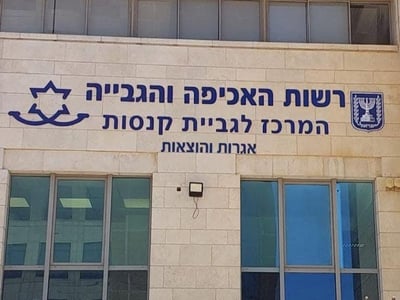 רשות האכיפה והגבייה
המרכז לגביית קנסות
אגרות והוצאות